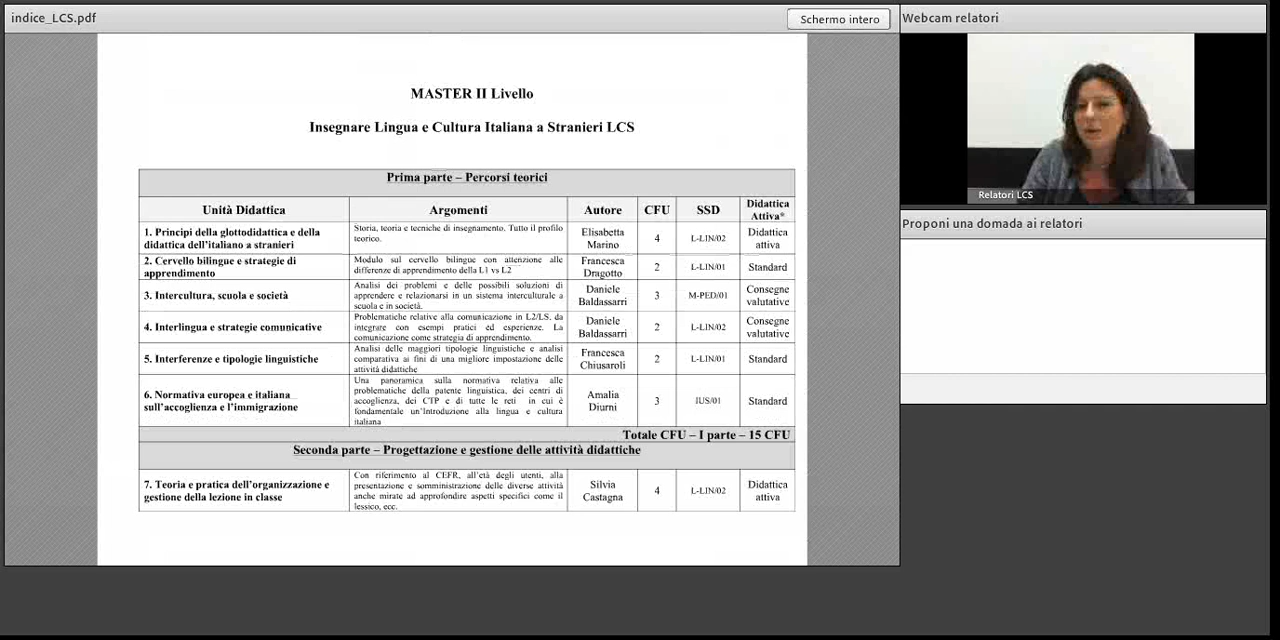 indice_LCS.pdf
Schermo intero
Webcam relatori
MASTER II Livello
Insegnare Lingua e Cultura Italiana a Stranieri LCS
Prima parte – Percorsi teorici
Unità Didattica
Argomenti
Autore
CFU
SSD
Didattica
Attiva*
1. Principi della glottodidattica e della
didattica dell'italiano a stranieri
Storia, teoria e tecniche di insegnamento. Tutto il profilo
teorico.
Elisabetta
Marino
4
L-LIN/02
Didattica
attiva
2. Cervello bilingue e strategie di
apprendimento
Modulo sul cervello bilingue con attenzione alle
differenze di apprendimento della L1 vs L2
Francesca
Dragotto
2
L-LIN/01
Standard
3. Intercultura, scuola e società
Analisi dei problemi e delle possibili soluzioni di
apprendere e relazionarsi in un sistema interculturale a
scuola e in società.
Daniele
Baldassarri
3
M-PED/01
Consegne
valutative
4. Interlingua e strategie comunicative
Problematiche relative alla comunicazione in L2/LS. da
integrare con esempi pratici ed esperienze. La
comunicazione come strategia di apprendimento.
Daniele
Baldassarri
2
L-LIN/02
Consegne
valutative
5. Interferenze e tipologie linguistiche
Analisi delle maggiori tipologie linguistiche e analisi
comparativa ai fini di una migliore impostazione delle
attività didattiche
Francesca
Chiusaroli
2
L-LIN/01
Standard
6. Normativa europea e italiana
sull'accoglienza e l'immigrazione
Una panoramica sulla normativa relativa alle
problematiche della patente linguistica, dei centri di
accoglienza, dei CTP e di tutte le reti in cui è
fondamentale un'Introduzione alla lingua e cultura
italiana
Amalia
Diurni
3
IUS/01
Standard
Totale CFU – I parte – 15 CFU
Seconda parte – Progettazione e gestione delle attività didattiche
7. Teoria e pratica dell'organizzazione e
gestione della lezione in classe
Con riferimento al CEFR, all'età degli utenti, alla
presentazione e somministrazione delle diverse attività
anche mirate ad approfondire aspetti specifici come il
lessico, ecc.
Silvia
Castagna
4
L-LIN/02
Didattica
attiva
Relatori LCS
Proponi una domada ai relatori